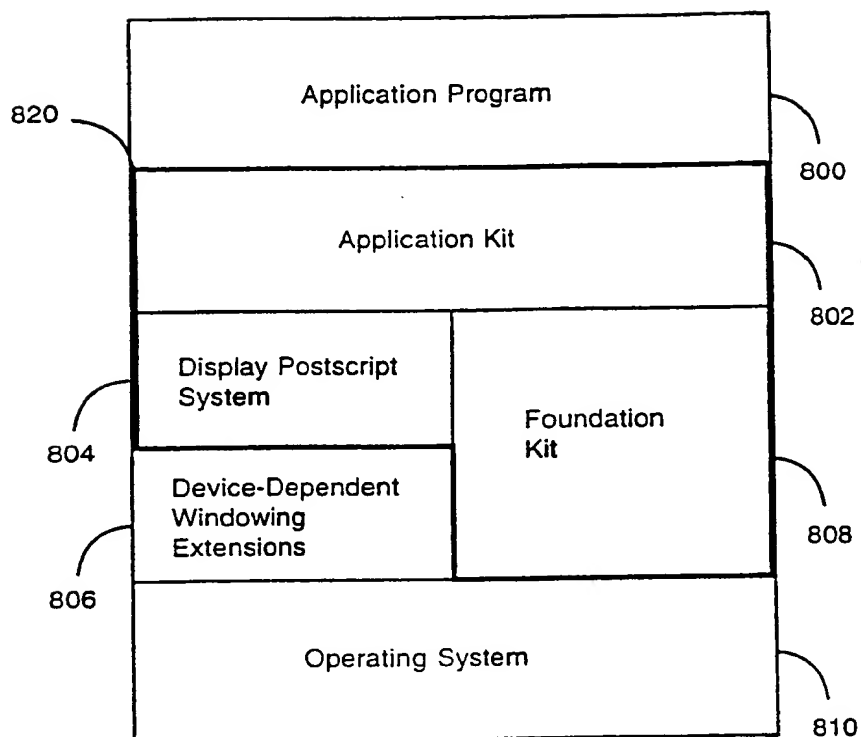 Application Program
820
800
Application Kit
802
Display Postscript
System
804
Foundation
Kit
808
Device-Dependent
Windowing
Extensions
806
Operating System
810